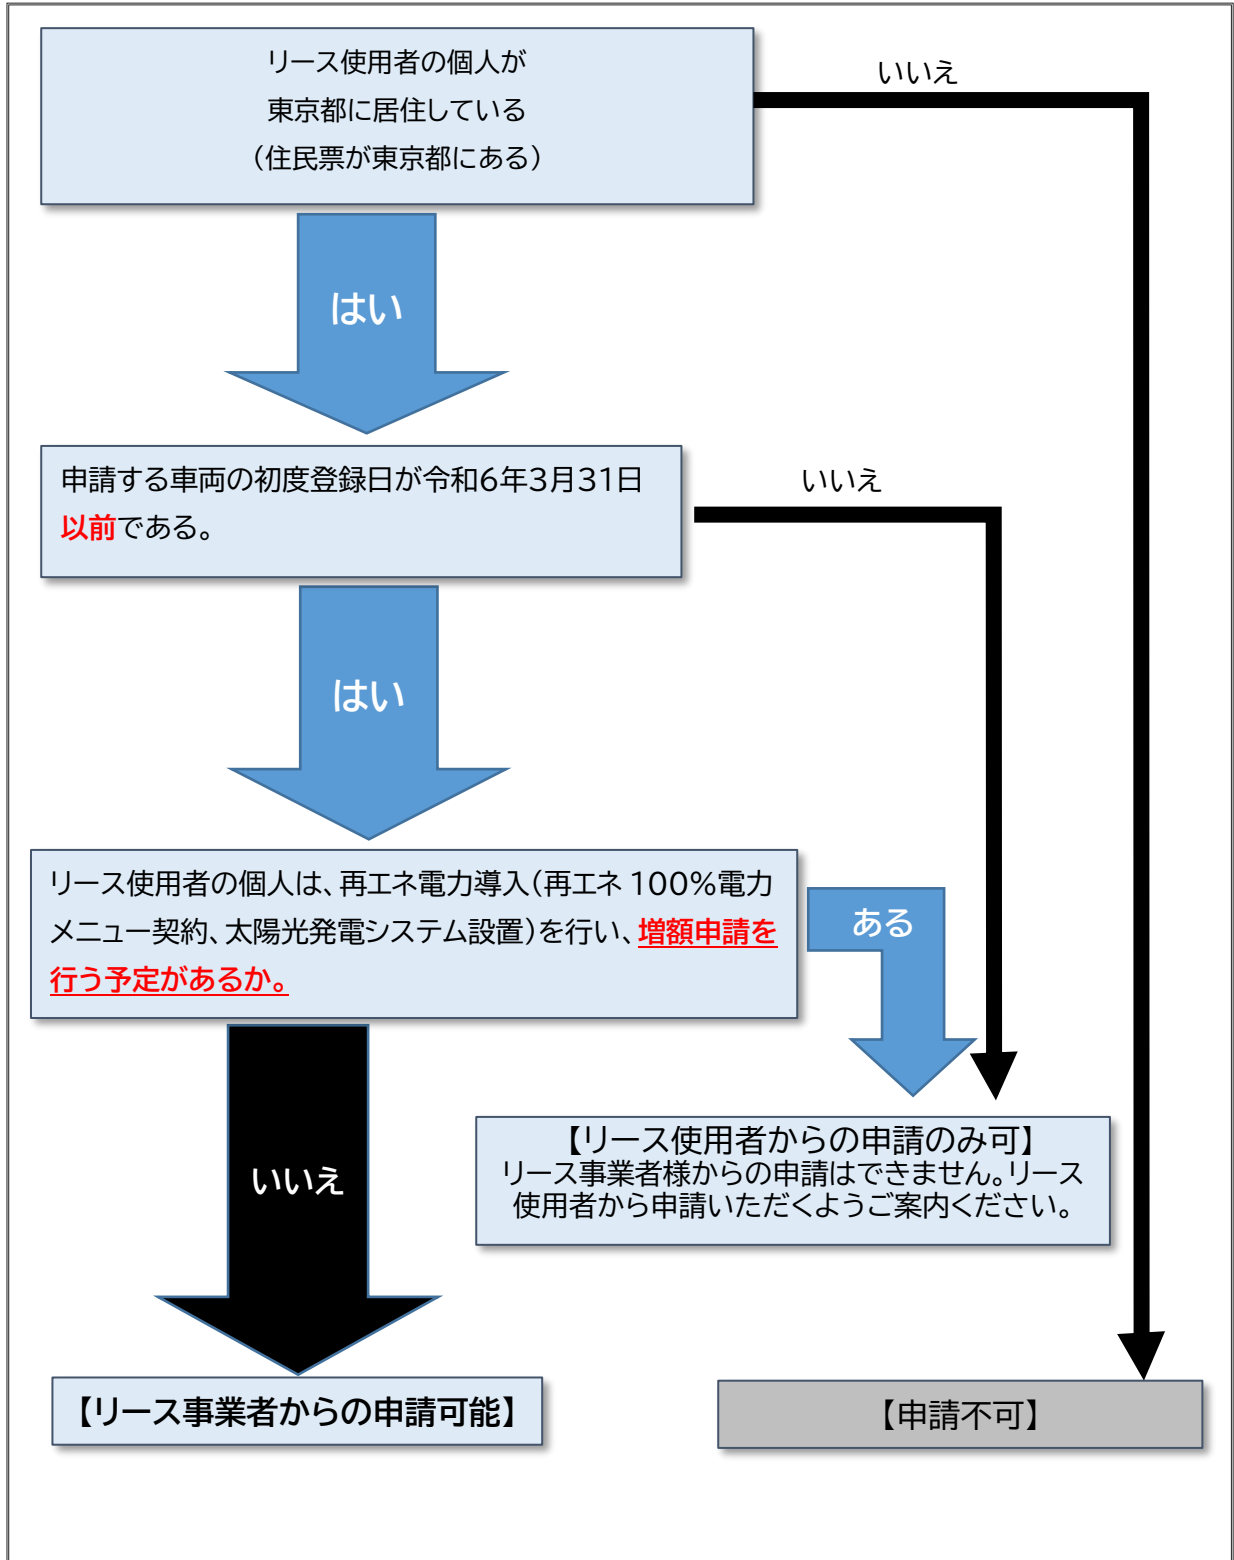 リース使用者の個人が
東京都に居住している
（住民票が東京都にある）
いいえ
はい
申請する車両の初度登録日が令和6年3月31日
以前である。
いいえ
はい
リース使用者の個人は、再エネ電力導入（再エネ 100％電力
メニュー契約、太陽光発電システム設置）を行い、増額申請を
行う予定があるか。
ある
いいえ
【リース使用者からの申請のみ可】
リース事業者様からの申請はできません。リース
使用者から申請いただくようご案内ください。
【リース事業者からの申請可能】
【申請不可】